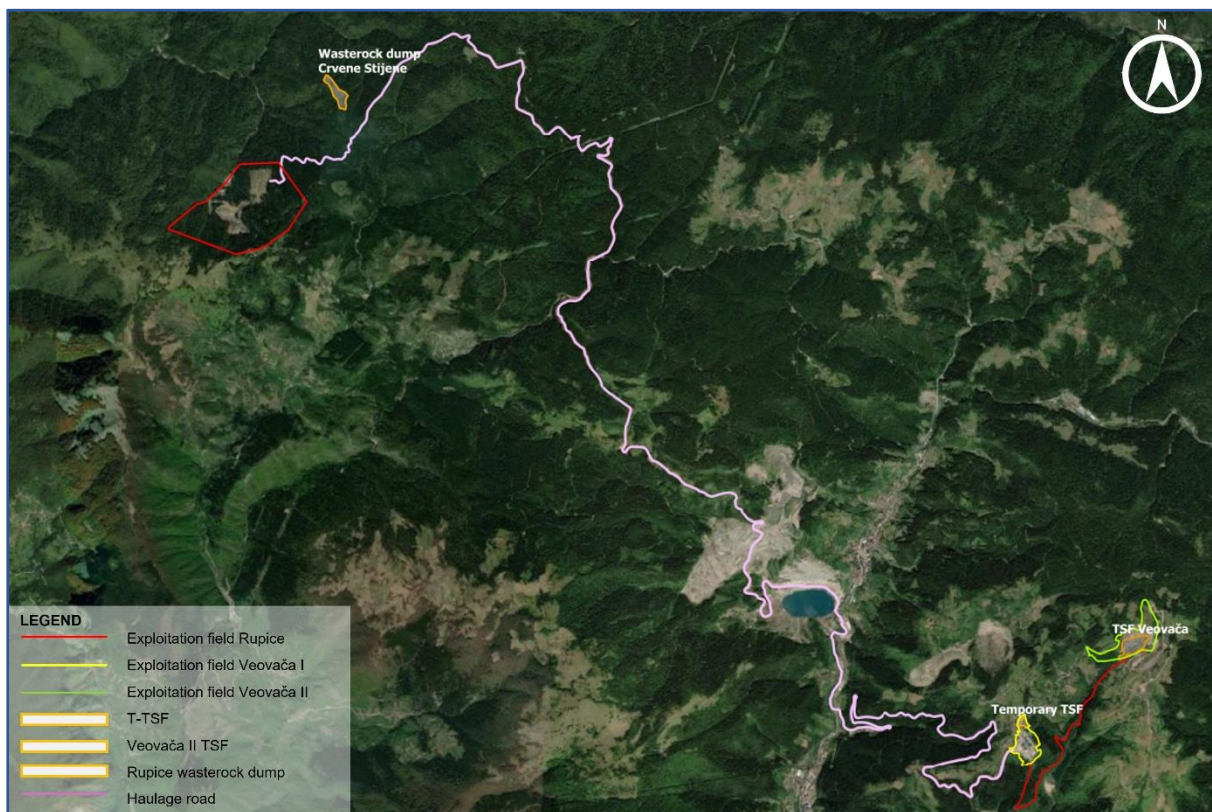 N
Wasterock dump
Crvene Stijene
TSF Veovača
Temporary TSF
LEGEND
Exploitation field Rupice
Exploitation field Veovača I
Exploitation field Veovača II
T-TSF
Veovača II TSF
Rupice wasterock dump
Haulage road